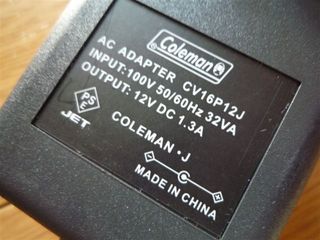 Coleman
AC ADAPTER CV16P12J
INPUT:100V 50/60Hz 32VA
OUTPUT: 12V DC 1.3A
PSE
JET
COLEMAN・J
MADE IN CHINA